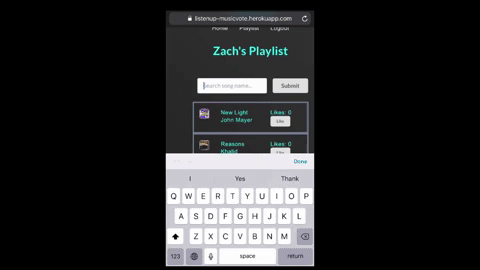 listenup-musicvote.herokuapp.com
Home Playlist Logout
Zach's Playlist
Search song name... Submit
New Light Likes: 0
John Mayer Like
Reasons Likes: 0
Khalid Like
Done
I Yes Thank
Q W E R T Y U I O P
A S D F G H J K L
Z X C V B N M
123 space return